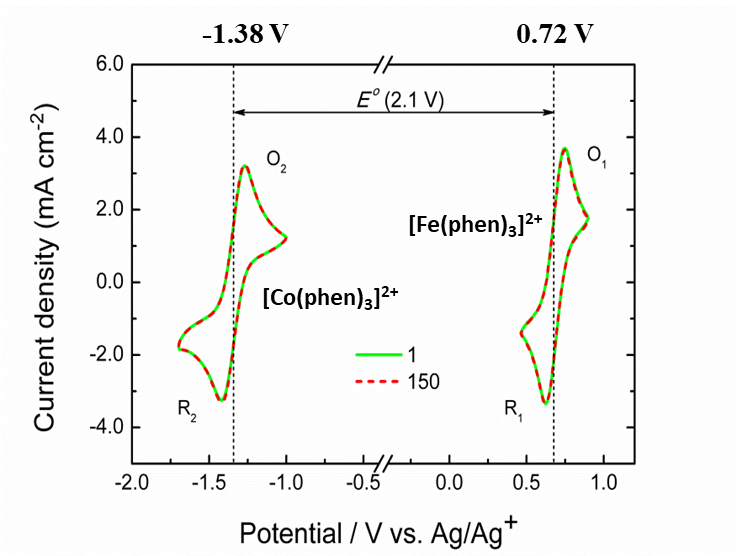 -1.38 V
0.72 V
6.0
4.0
2.0
0.0
-2.0
-4.0
Current density (mA cm⁻²)
E° (2.1 V)
O₂
O₁
[Fe(phen)₃]²⁺
[Co(phen)₃]²⁺
1
150
R₂
R₁
-2.0 -1.5 -1.0 -0.5 0.0 0.5 1.0
Potential / V vs. Ag/Ag⁺